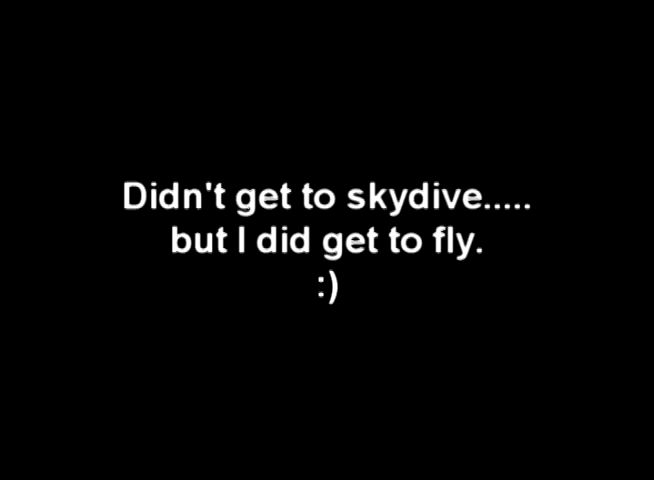 Didn't get to skydive.....
but I did get to fly.
:)